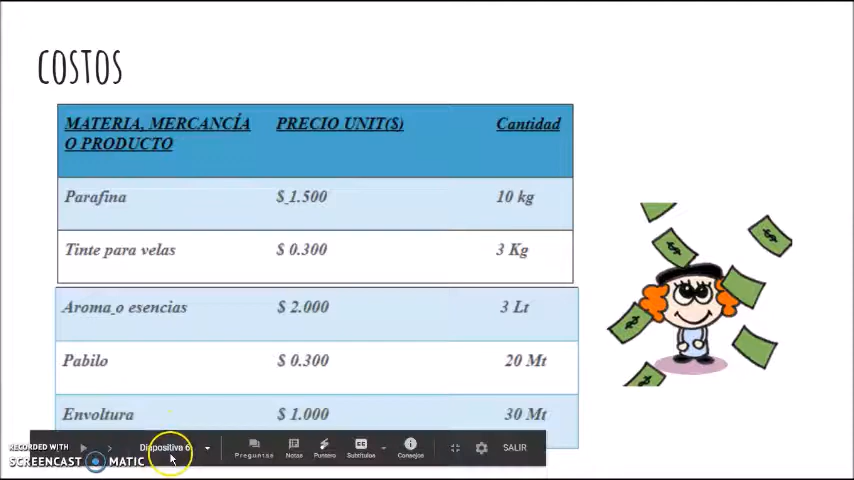 COSTOS
MATERIA, MERCANCÍA O PRODUCTO PRECIO UNIT($) Cantidad
Parafina $ 1.500 10 kg
Tinte para velas $ 0.300 3 Kg
Aroma o esencias $ 2.000 3 Lt
Pabilo $ 0.300 20 Mt
Envoltura $ 1.000 30 Mt
Diapositiva 6 Preguntas Notas Puntero Subtítulos Consejos SALIR
RECORDED WITH
SCREENCAST MATIC